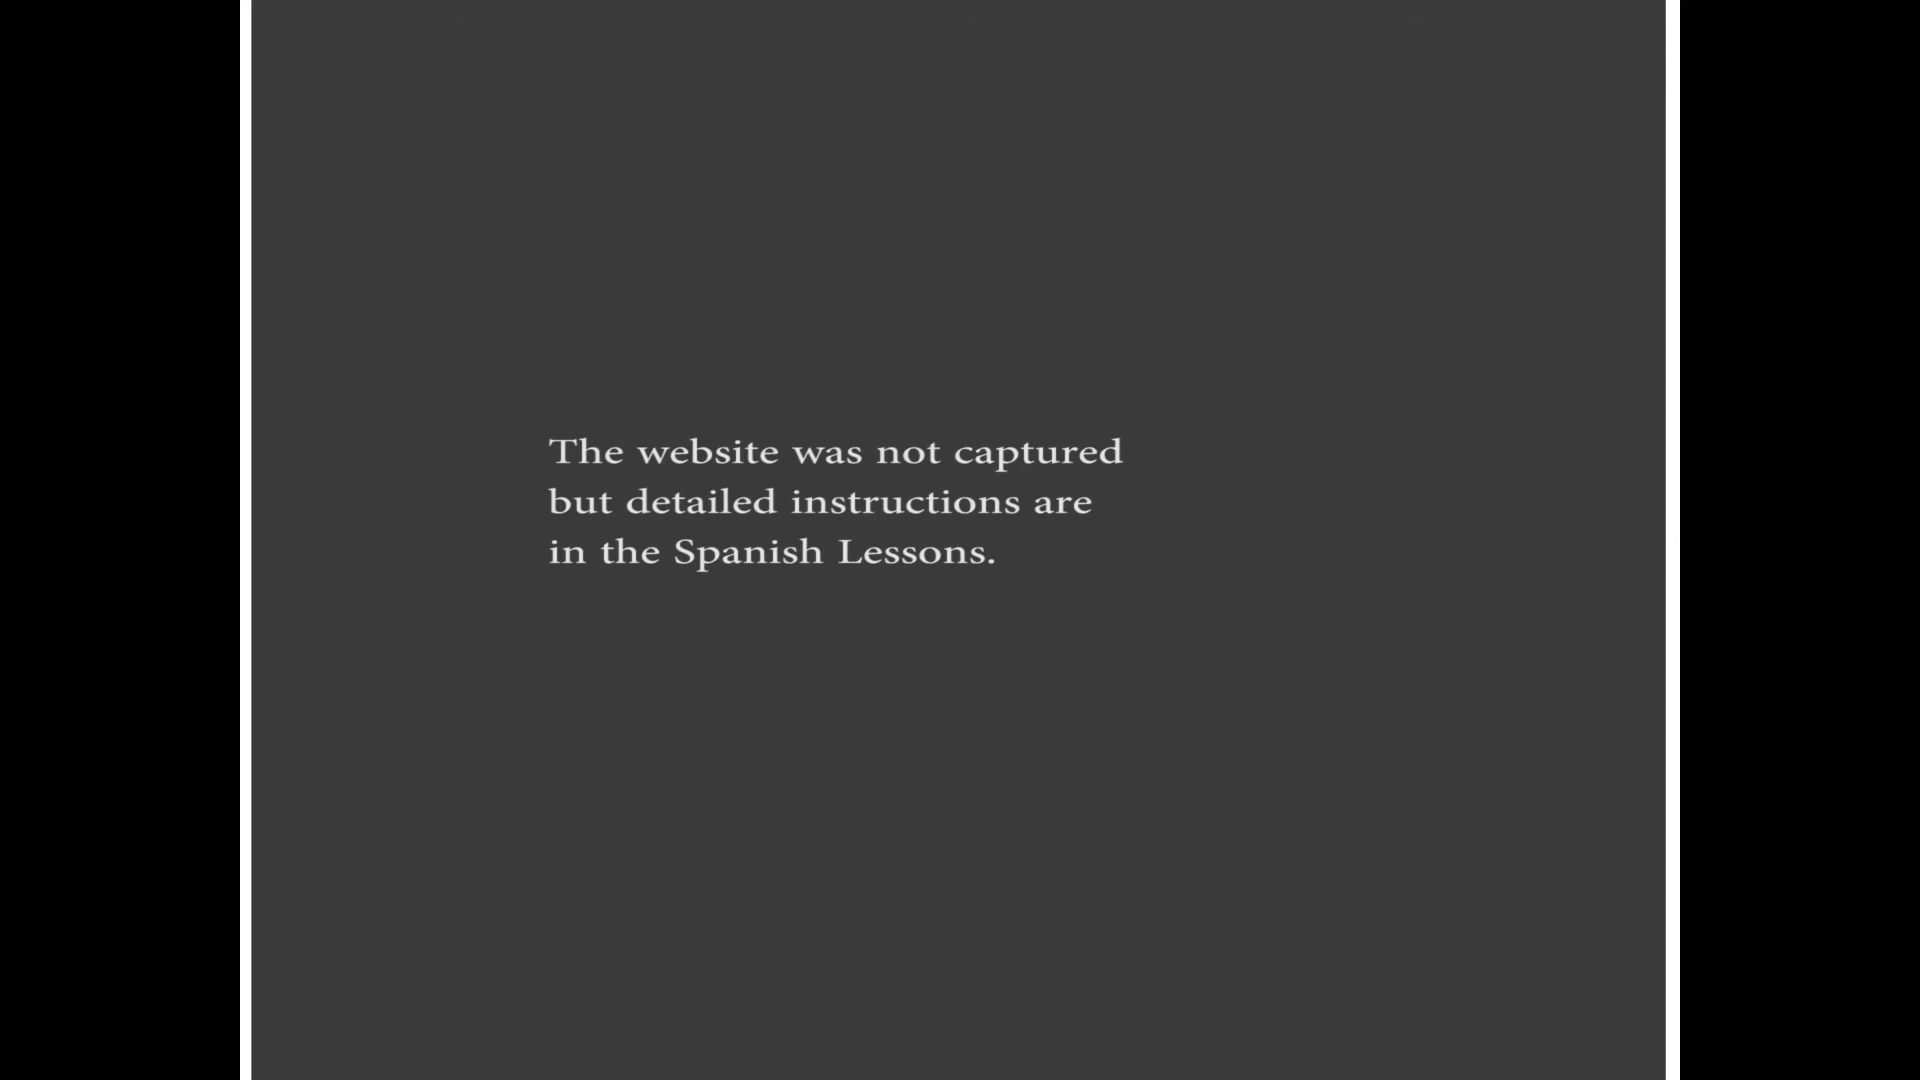 The website was not captured
but detailed instructions are
in the Spanish Lessons.